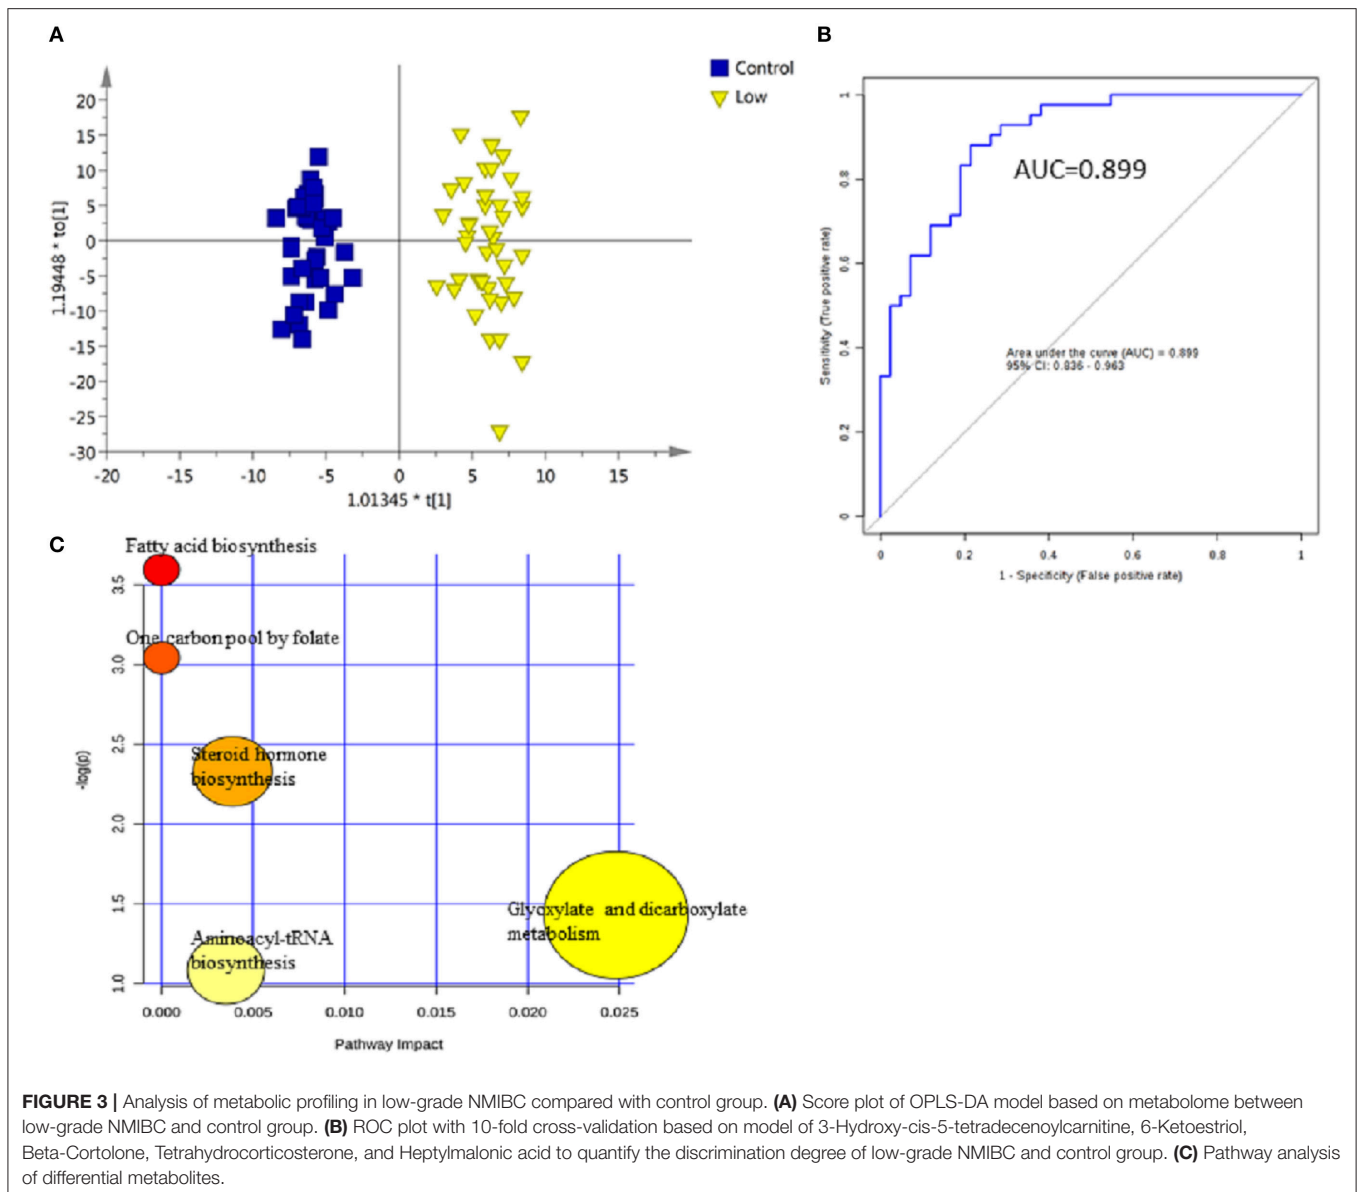 A
Control
Low
20
15
10
5
0
-5
-10
-15
-20
-25
-30
1.19448 * to[1]
-20
-15
-10
-5
0
5
10
15
1.01345 * t[1]
B
1
0.8
0.6
0.4
0.2
0
Sensitivity (True positive rate)
AUC=0.899
Area under the curve (AUC) = 0.899
95% CI: 0.836 - 0.963
0
0.2
0.4
0.6
0.8
1
1 - Specificity (False positive rate)
C
Fatty acid biosynthesis
One carbon pool by folate
Steroid hormone
biosynthesis
Glyoxylate and dicarboxylate
metabolism
Aminoacyl-tRNA
biosynthesis
3.5
3.0
2.5
2.0
1.5
1.0
-log(p)
0.000
0.005
0.010
0.015
0.020
0.025
Pathway Impact
FIGURE 3 | Analysis of metabolic profiling in low-grade NMIBC compared with control group. (A) Score plot of OPLS-DA model based on metabolome between
low-grade NMIBC and control group. (B) ROC plot with 10-fold cross-validation based on model of 3-Hydroxy-cis-5-tetradecenoylcarnitine, 6-Ketoestriol,
Beta-Cortolone, Tetrahydrocorticosterone, and Heptylmalonic acid to quantify the discrimination degree of low-grade NMIBC and control group. (C) Pathway analysis
of differential metabolites.